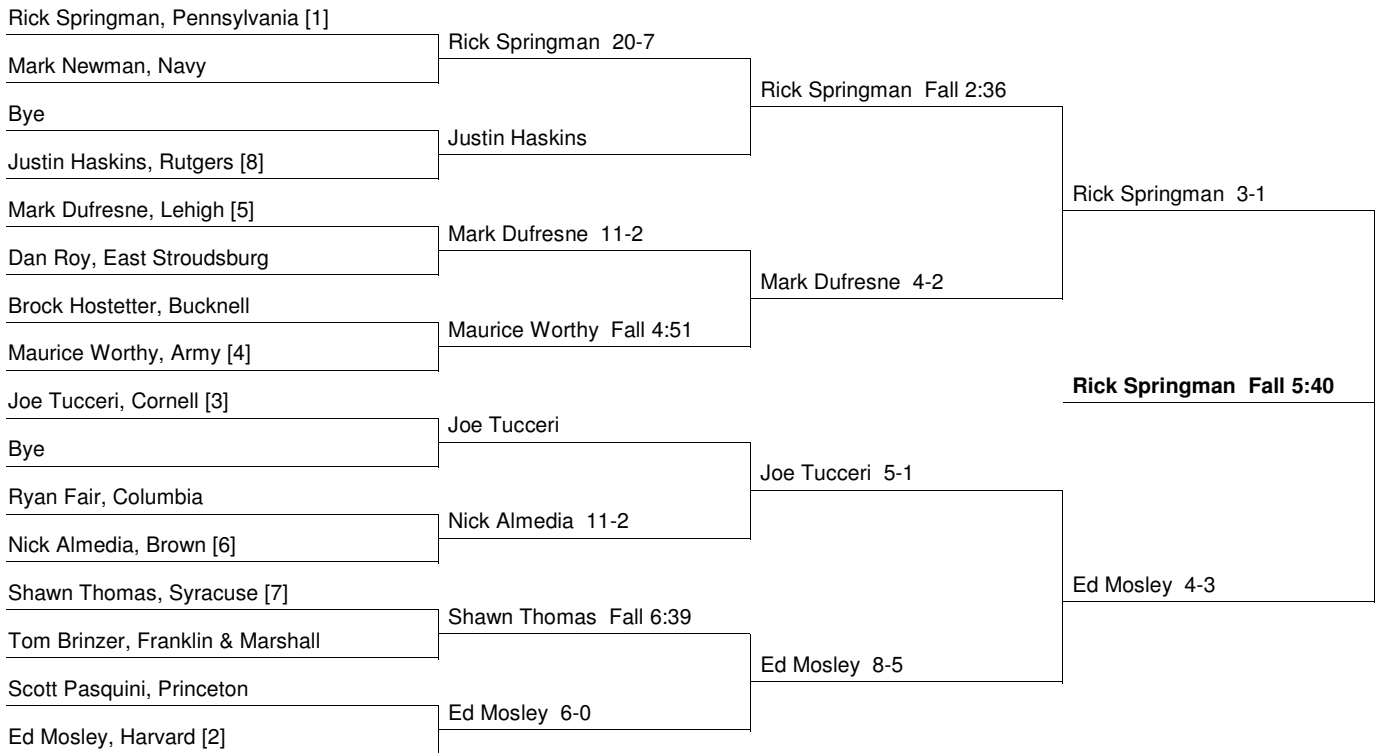 Rick Springman, Pennsylvania [1]
Mark Newman, Navy
Bye
Justin Haskins, Rutgers [8]
Mark Dufresne, Lehigh [5]
Dan Roy, East Stroudsburg
Brock Hostetter, Bucknell
Maurice Worthy, Army [4]
Joe Tucceri, Cornell [3]
Bye
Ryan Fair, Columbia
Nick Almedia, Brown [6]
Shawn Thomas, Syracuse [7]
Tom Brinzer, Franklin & Marshall
Scott Pasquini, Princeton
Ed Mosley, Harvard [2]
Rick Springman 20-7
Justin Haskins
Mark Dufresne 11-2
Maurice Worthy Fall 4:51
Joe Tucceri
Nick Almedia 11-2
Shawn Thomas Fall 6:39
Ed Mosley 6-0
Rick Springman Fall 2:36
Mark Dufresne 4-2
Joe Tucceri 5-1
Ed Mosley 8-5
Rick Springman 3-1
Ed Mosley 4-3
Rick Springman Fall 5:40